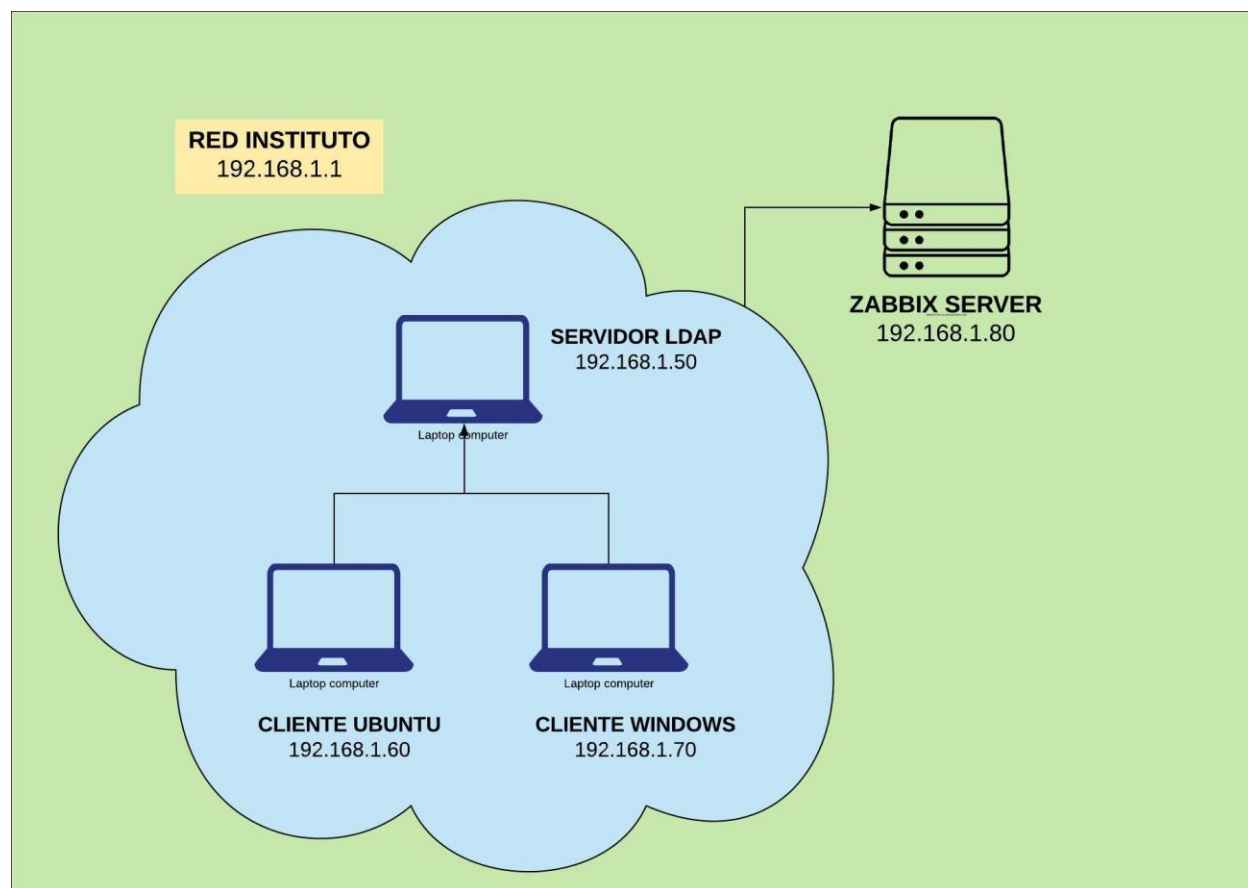 RED INSTITUTO
192.168.1.1
ZABBIX SERVER
192.168.1.80
SERVIDOR LDAP
192.168.1.50
Laptop computer
Laptop computer
Laptop computer
CLIENTE UBUNTU
192.168.1.60
CLIENTE WINDOWS
192.168.1.70